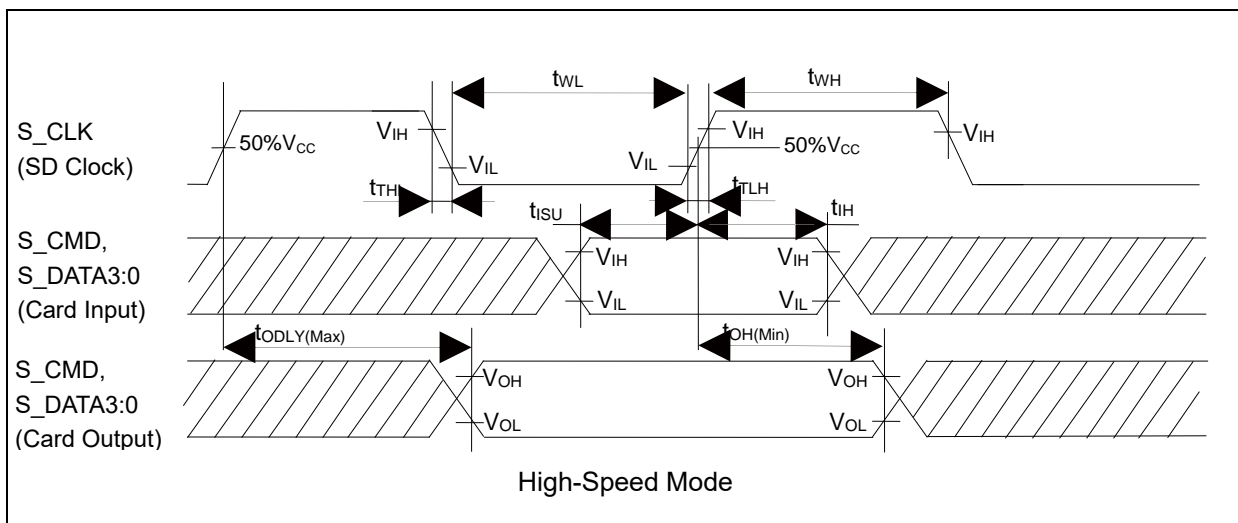 tWL
tWH
S_CLK
(SD Clock)
50%VCC
VIH
VIL
VIL
VIH
50%VCC
VIH
tTH
tTLH
tISU
tIH
S_CMD,
S_DATA3:0
(Card Input)
VIH
VIL
VIH
VIL
tODLY(Max)
tOH(Min)
S_CMD,
S_DATA3:0
(Card Output)
VOH
VOL
VOH
VOL
High-Speed Mode